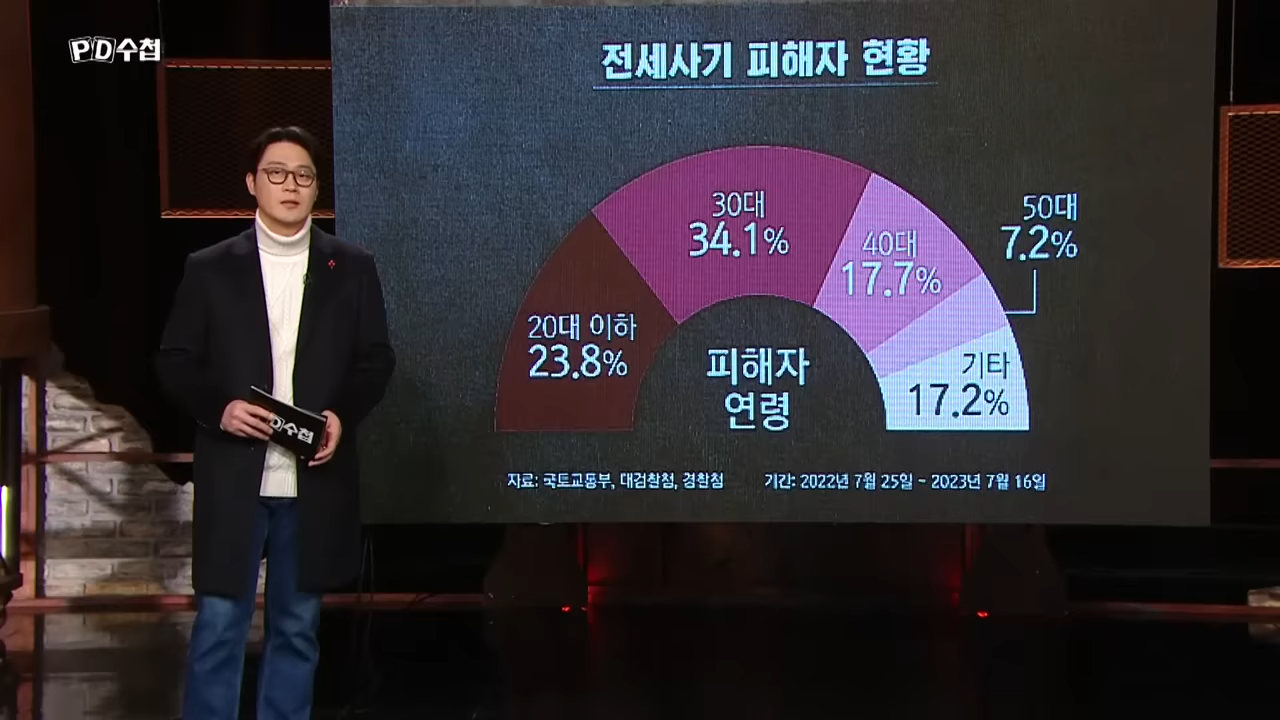 PD수첩
전세사기 피해자 현황
30대
34.1%
40대
17.7%
50대
7.2%
20대 이하
23.8%
기타
17.2%
피해자
연령
PD수첩
자료: 국토교통부, 대검찰청, 경찰청
기간: 2022년 7월 25일 ~ 2023년 7월 16일